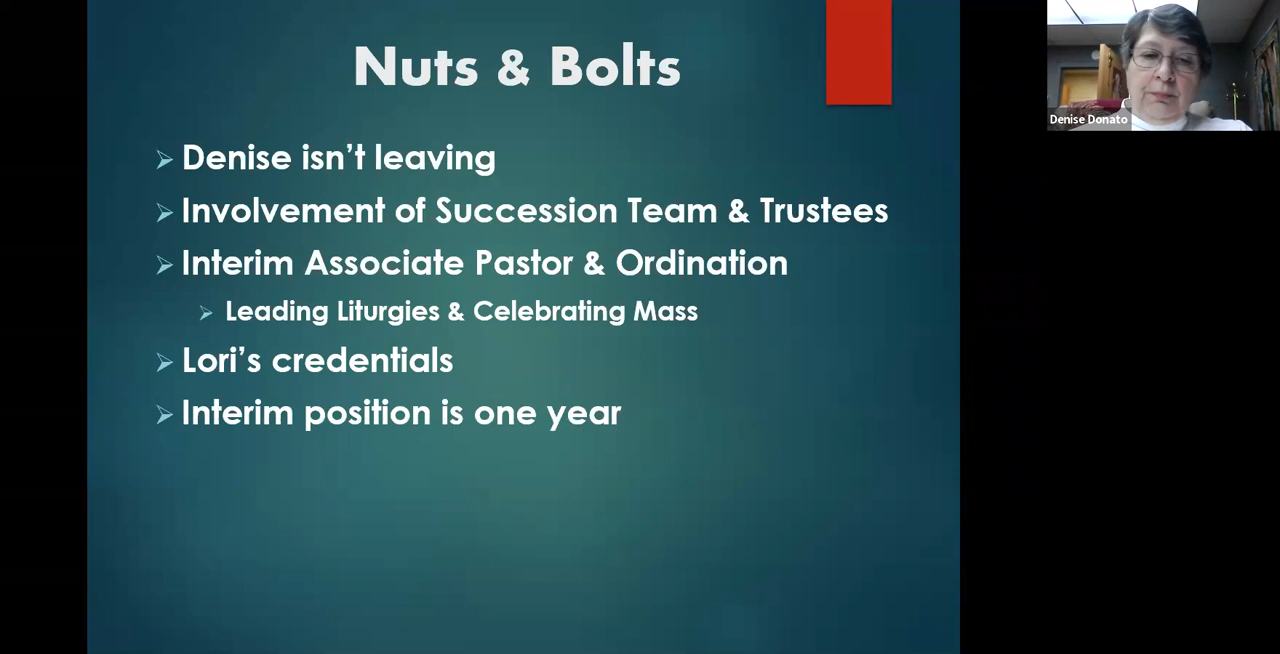 Nuts & Bolts
Denise isn’t leaving
Involvement of Succession Team & Trustees
Interim Associate Pastor & Ordination
Leading Liturgies & Celebrating Mass
Lori’s credentials
Interim position is one year
Denise Donato